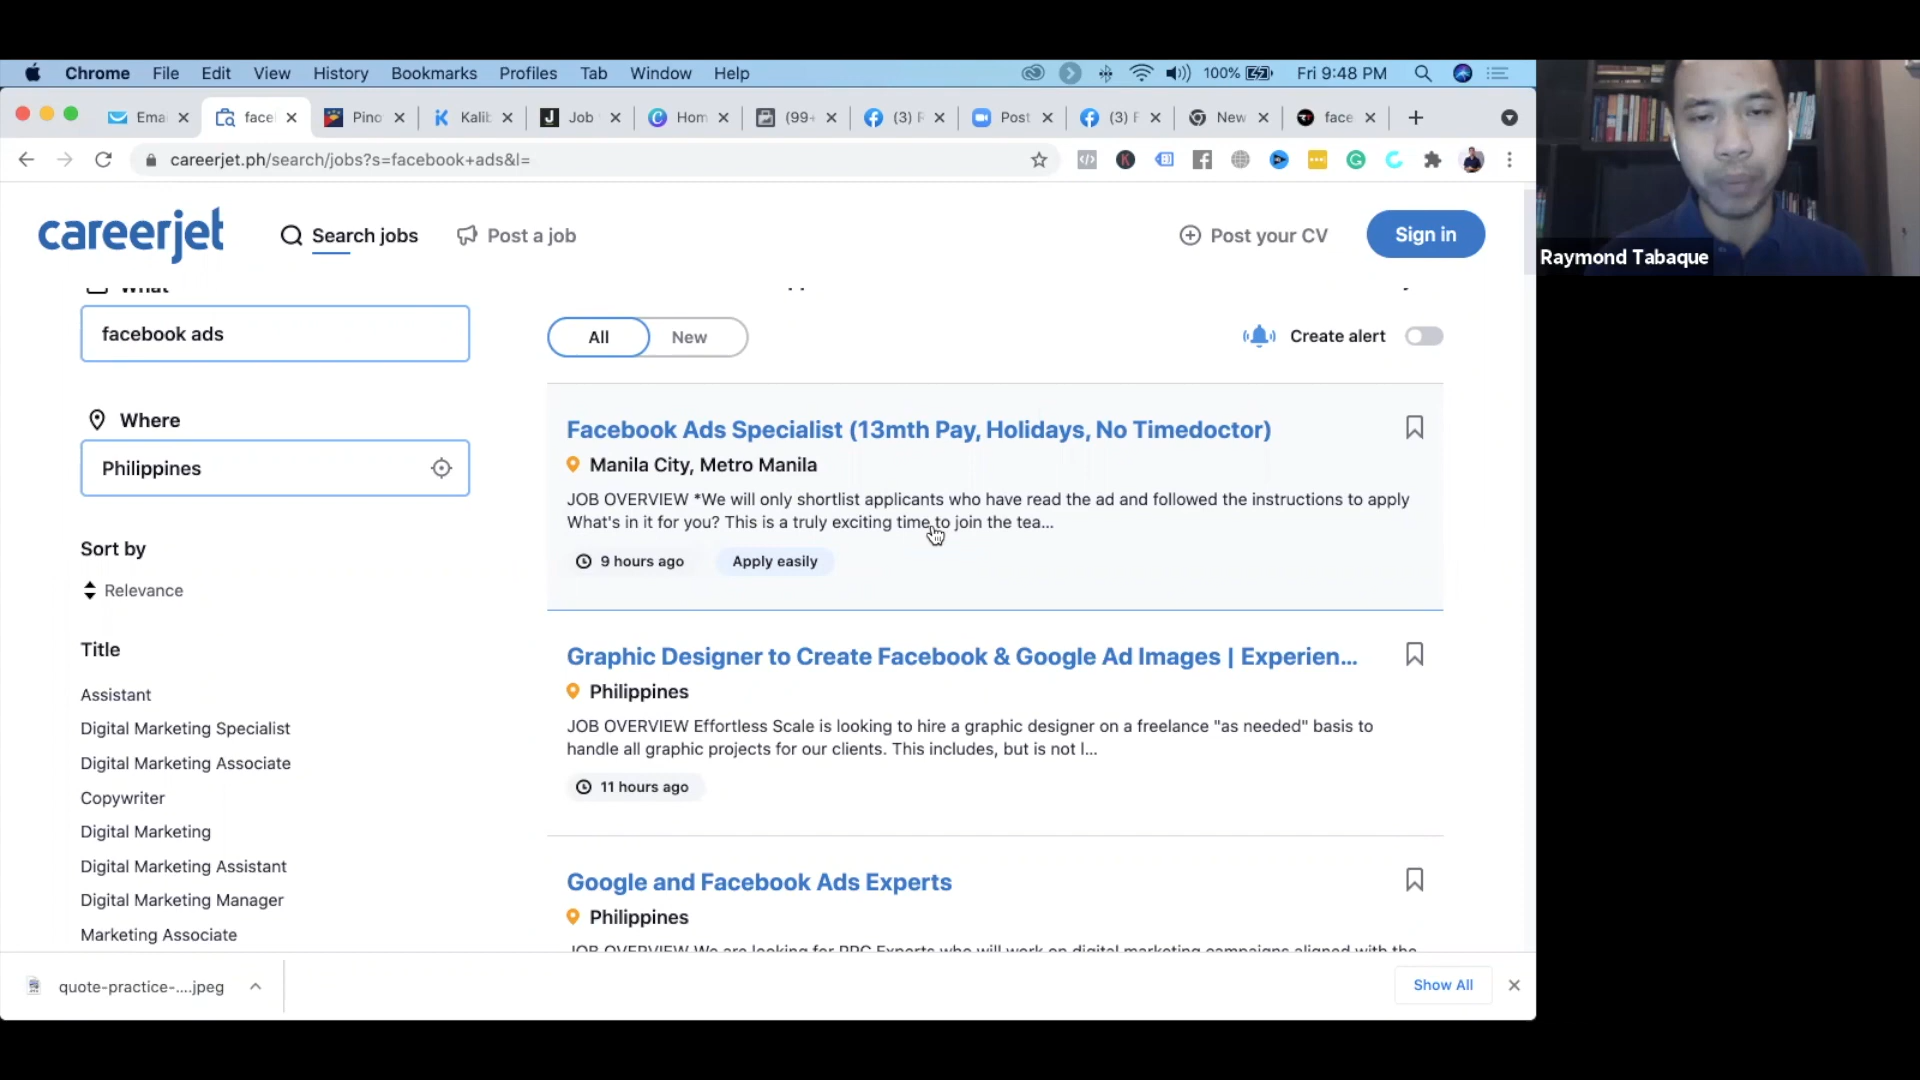 Chrome File Edit View History Bookmarks Profiles Tab Window Help 100% Fri 9:48 PM
Ema face Pino Kalib Job Hom (99+ (3) F Post (3) F New face
careerjet.ph/search/jobs?s=facebook+ads&l=
careerjet Search jobs Post a job Post your CV Sign in
Raymond Tabaque
What
facebook ads
All New Create alert
Where
Philippines
Sort by
Relevance
Title
Assistant
Digital Marketing Specialist
Digital Marketing Associate
Copywriter
Digital Marketing
Digital Marketing Assistant
Digital Marketing Manager
Marketing Associate
Facebook Ads Specialist (13mth Pay, Holidays, No Timedoctor)
Manila City, Metro Manila
JOB OVERVIEW *We will only shortlist applicants who have read the ad and followed the instructions to apply
What's in it for you? This is a truly exciting time to join the tea...
9 hours ago Apply easily
Graphic Designer to Create Facebook & Google Ad Images | Experien...
Philippines
JOB OVERVIEW Effortless Scale is looking to hire a graphic designer on a freelance "as needed" basis to
handle all graphic projects for our clients. This includes, but is not l...
11 hours ago
Google and Facebook Ads Experts
Philippines
JOB OVERVIEW We are looking for PPC Experts who will work on digital marketing campaigns aligned with the
quote-practice-....jpeg Show All